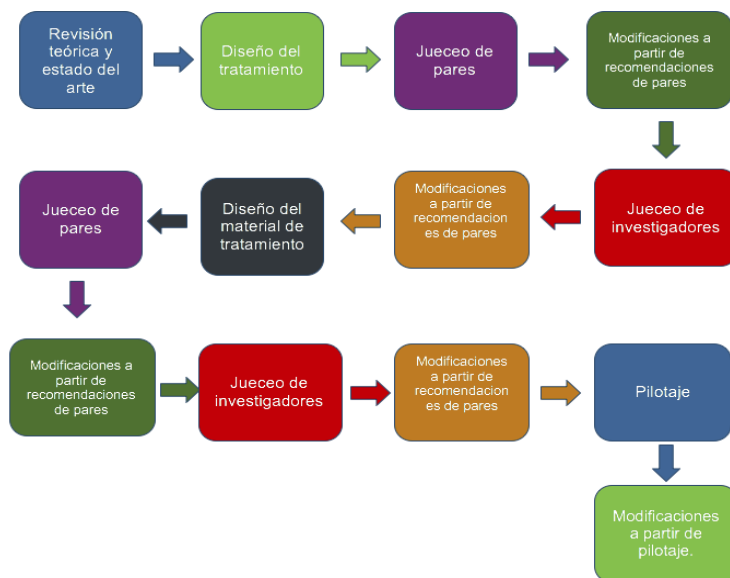 Revisión
teórica y
estado del
arte
Diseño del
tratamiento
Jueceo de
pares
Modificaciones a
partir de
recomendaciones
de pares
Jueceo de
investigadores
Modificaciones
a partir de
recomendacion
es de pares
Diseño del
material de
tratamiento
Jueceo de
pares
Modificaciones a
partir de
recomendaciones
de pares
Jueceo de
investigadores
Modificaciones
a partir de
recomendacion
es de pares
Pilotaje
Modificaciones
a partir de
pilotaje.